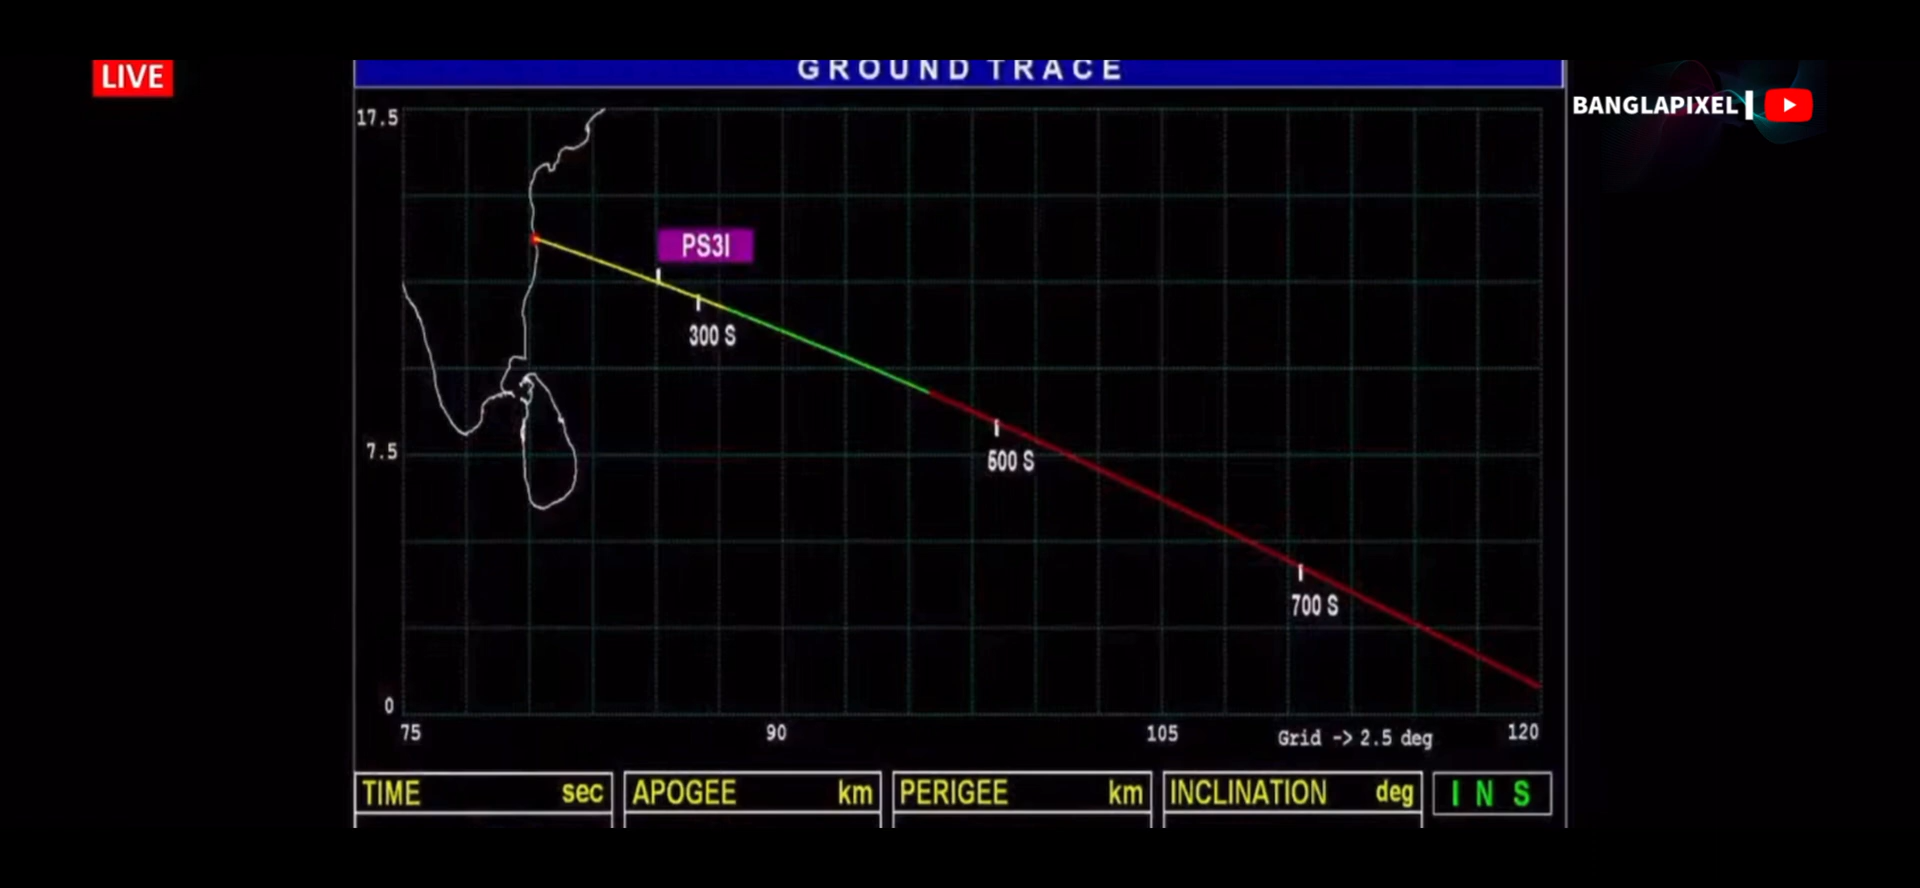 LIVE
GROUND TRACE
BANGLAPIXEL
17.5
PS3I
300 S
7.5
500 S
700 S
0
75
90
105
Grid -> 2.5 deg
120
TIME sec
APOGEE km
PERIGEE km
INCLINATION deg
INS